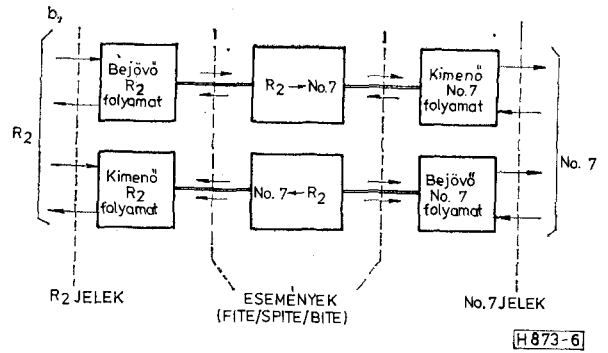 b,
Bejövő
R2
folyamat
R2 → No.7
Kimenő
No.7
folyamat
R2
No. 7
Kimenő
R2
folyamat
No. 7 ← R2
Bejövő
No. 7
folyamat
R2 JELEK
ESEMÉNYEK
(FITE/SPITE/BITE)
No.7 JELEK
H873-6